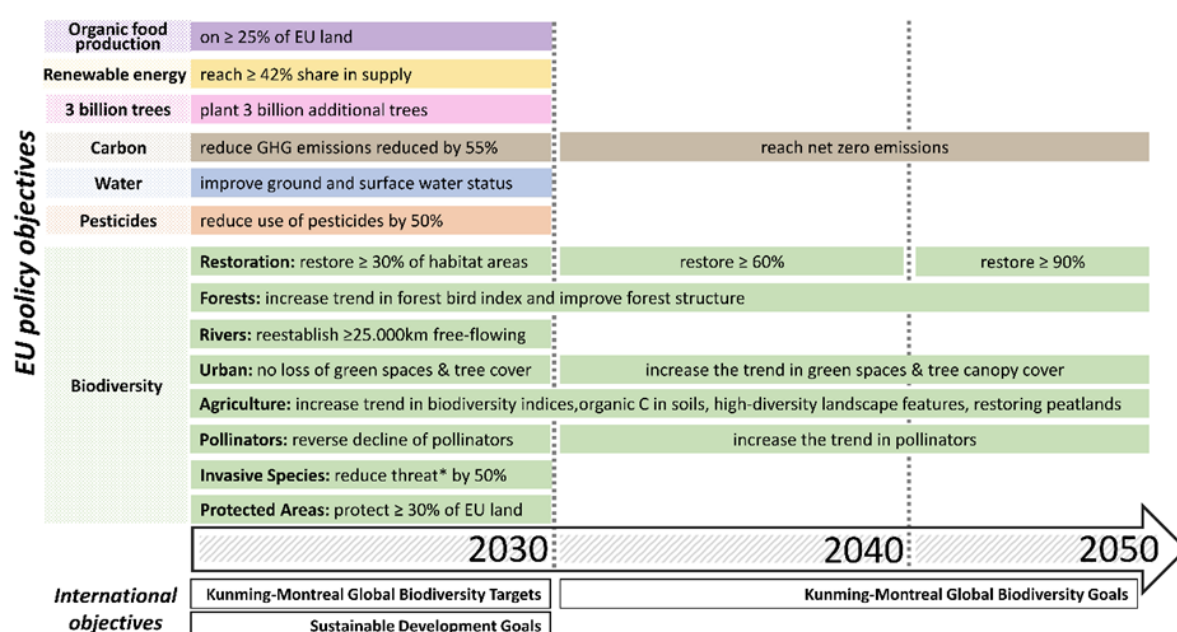 EU policy objectives
Organic food
production
on ≥ 25% of EU land
Renewable energy
reach ≥ 42% share in supply
3 billion trees
plant 3 billion additional trees
Carbon
reduce GHG emissions reduced by 55%
reach net zero emissions
Water
improve ground and surface water status
Pesticides
reduce use of pesticides by 50%
Biodiversity
Restoration: restore ≥ 30% of habitat areas
restore ≥ 60%
restore ≥ 90%
Forests: increase trend in forest bird index and improve forest structure
Rivers: reestablish ≥25.000km free-flowing
Urban: no loss of green spaces & tree cover
increase the trend in green spaces & tree canopy cover
Agriculture: increase trend in biodiversity indices,organic C in soils, high-diversity landscape features, restoring peatlands
Pollinators: reverse decline of pollinators
increase the trend in pollinators
Invasive Species: reduce threat* by 50%
Protected Areas: protect ≥ 30% of EU land
2030
2040
2050
International
objectives
Kunming-Montreal Global Biodiversity Targets
Kunming-Montreal Global Biodiversity Goals
Sustainable Development Goals